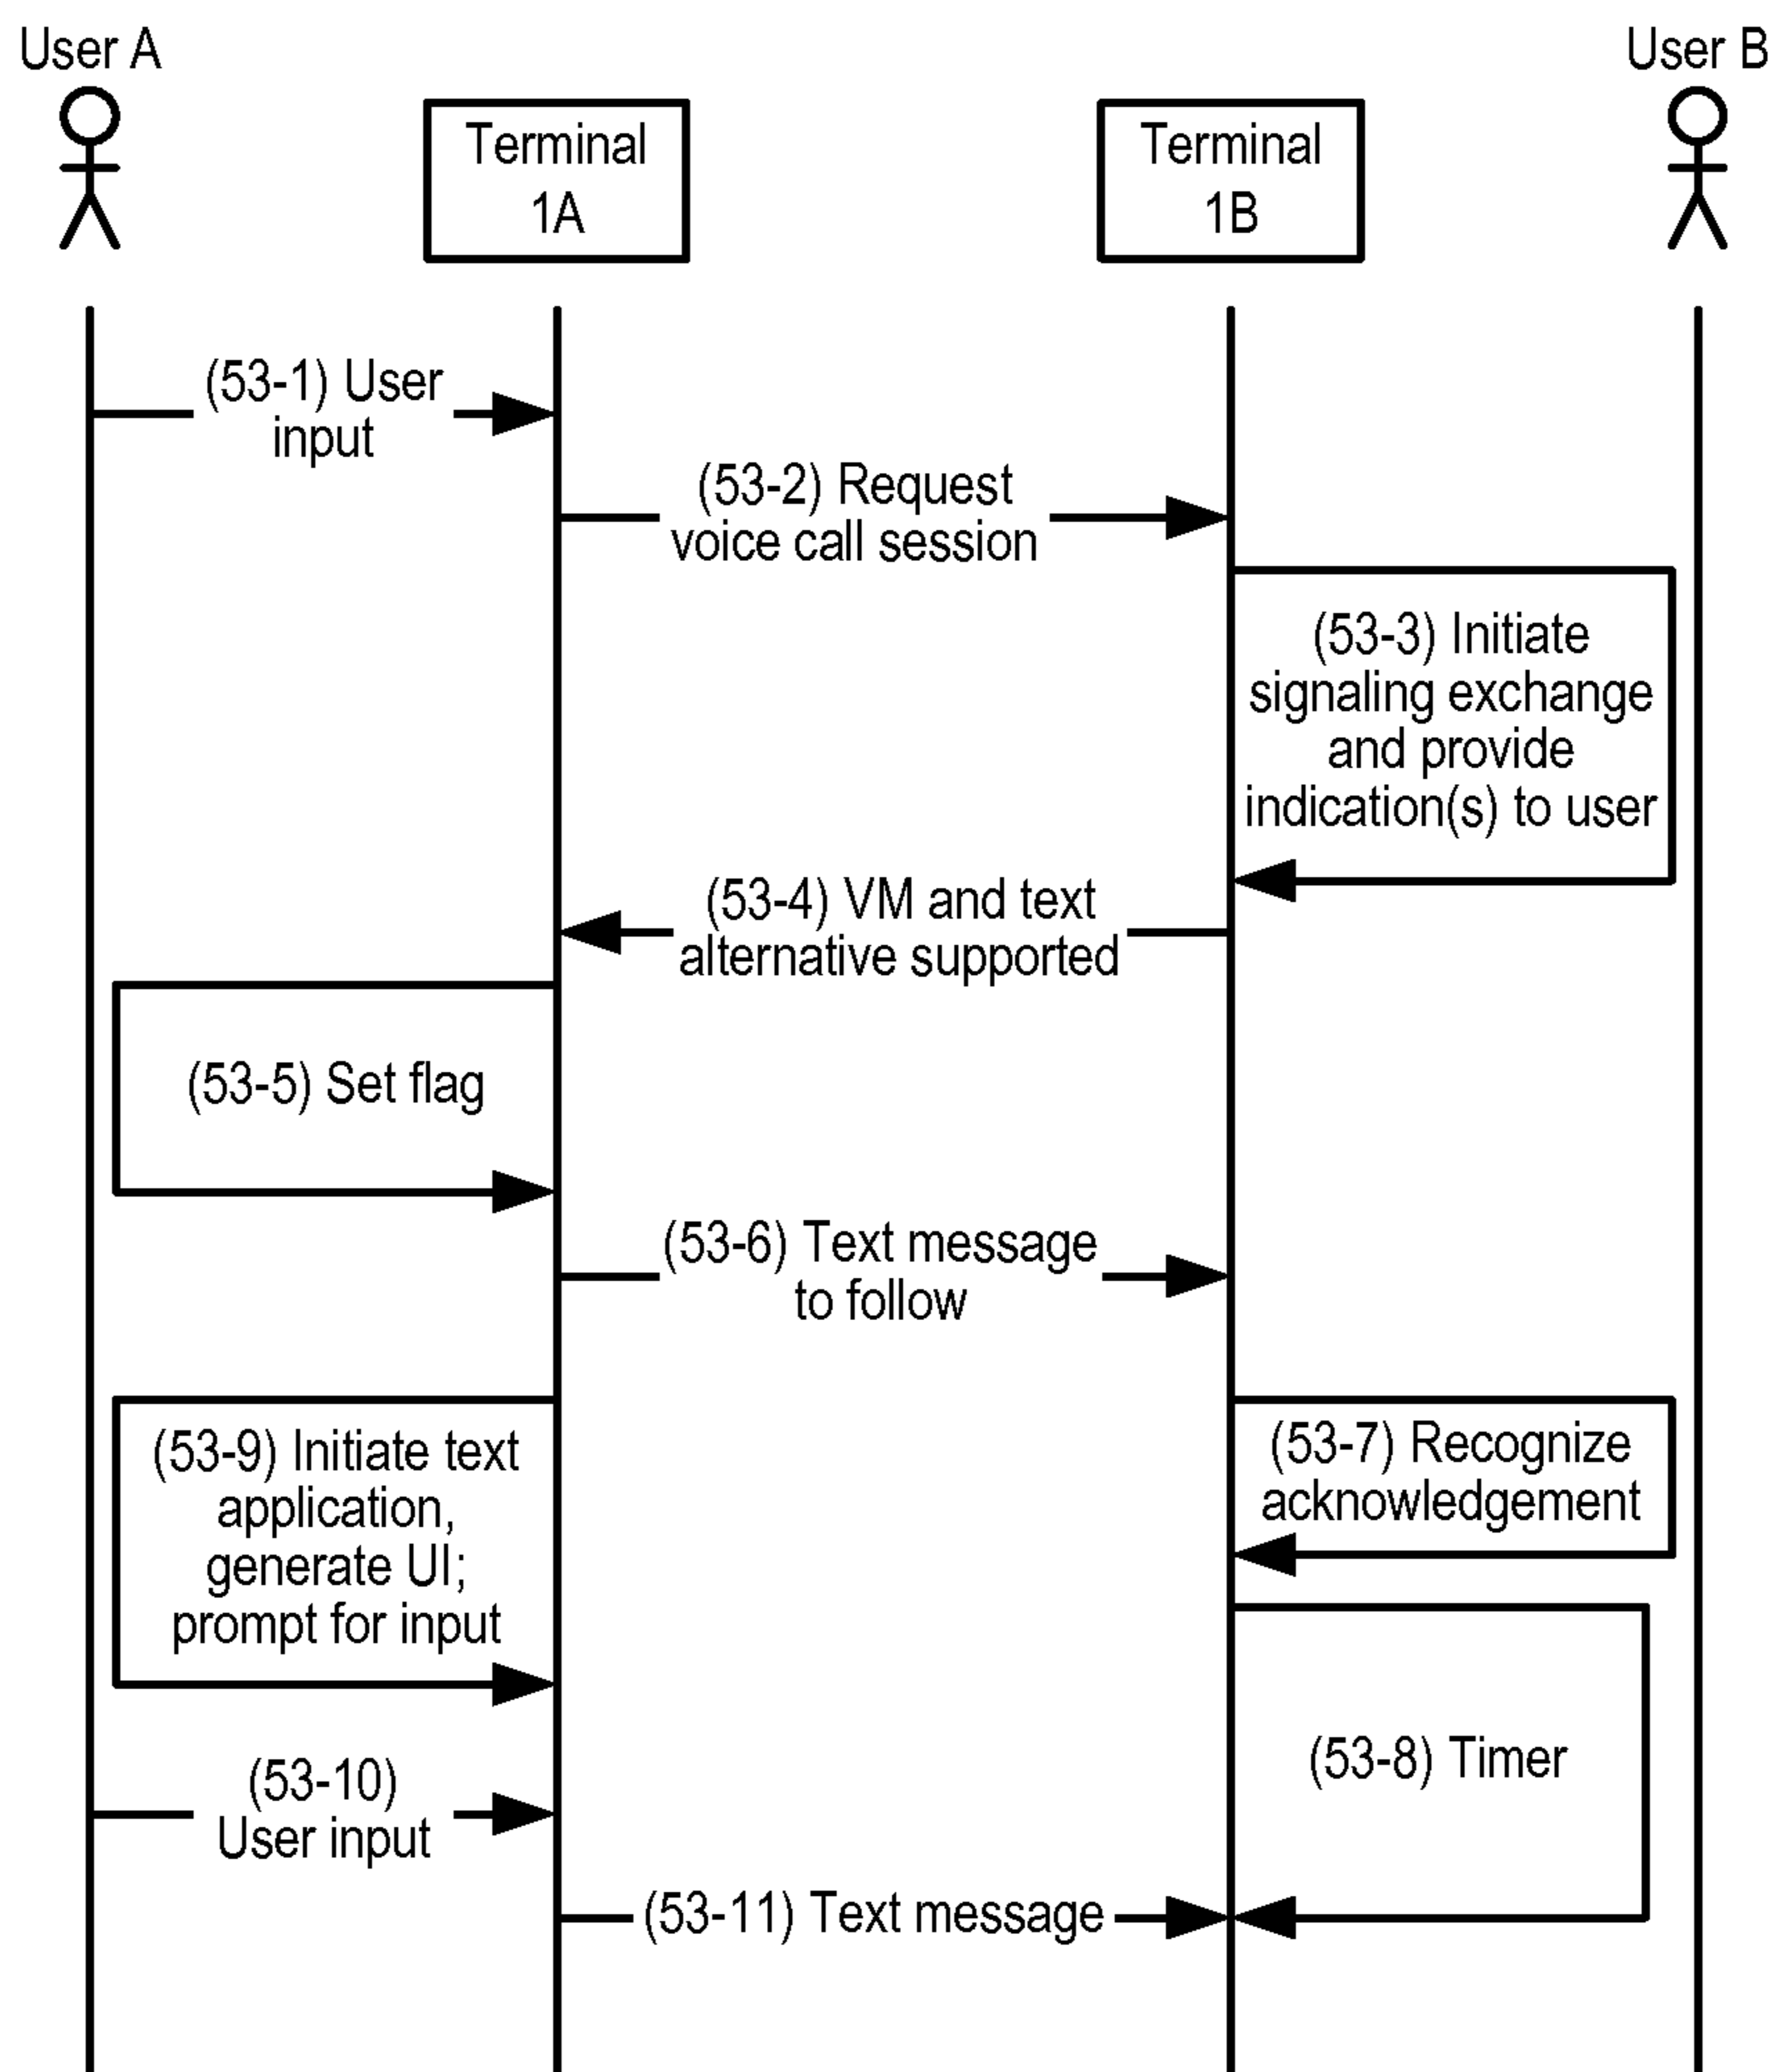 User A
User B
Terminal
1A
Terminal
1B
(53-1) User
input
(53-2) Request
voice call session
(53-3) Initiate
signaling exchange
and provide
indication(s) to user
(53-4) VM and text
alternative supported
(53-5) Set flag
(53-6) Text message
to follow
(53-7) Recognize
acknowledgement
(53-9) Initiate text
application,
generate UI;
prompt for input
(53-8) Timer
(53-10)
User input
(53-11) Text message